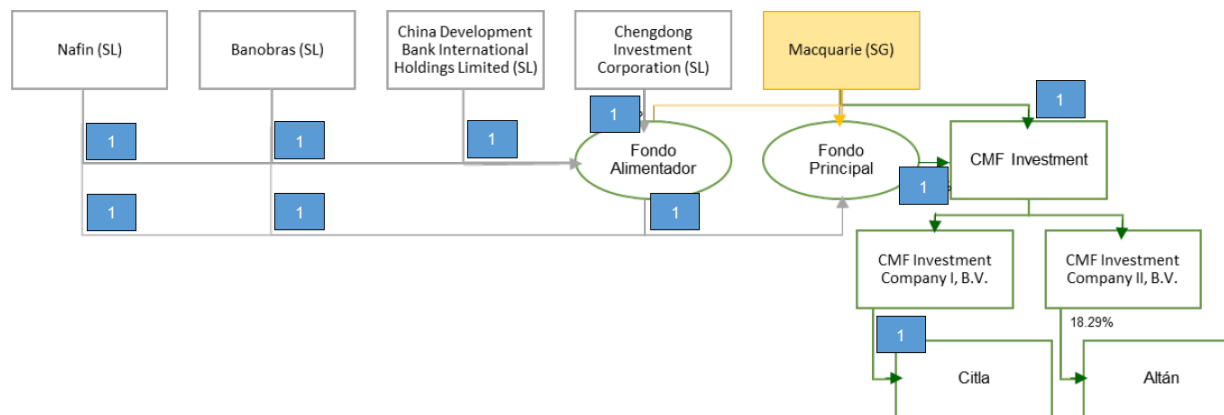 Nafin (SL)
Banobras (SL)
China Development
Bank International
Holdings Limited (SL)
Chengdong
Investment
Corporation (SL)
Macquarie (SG)
1
1
1
1
1
Fondo
Alimentador
Fondo
Principal
CMF Investment
1
1
1
1
CMF Investment
Company I, B.V.
CMF Investment
Company II, B.V.
1
18.29%
Citla
Altán